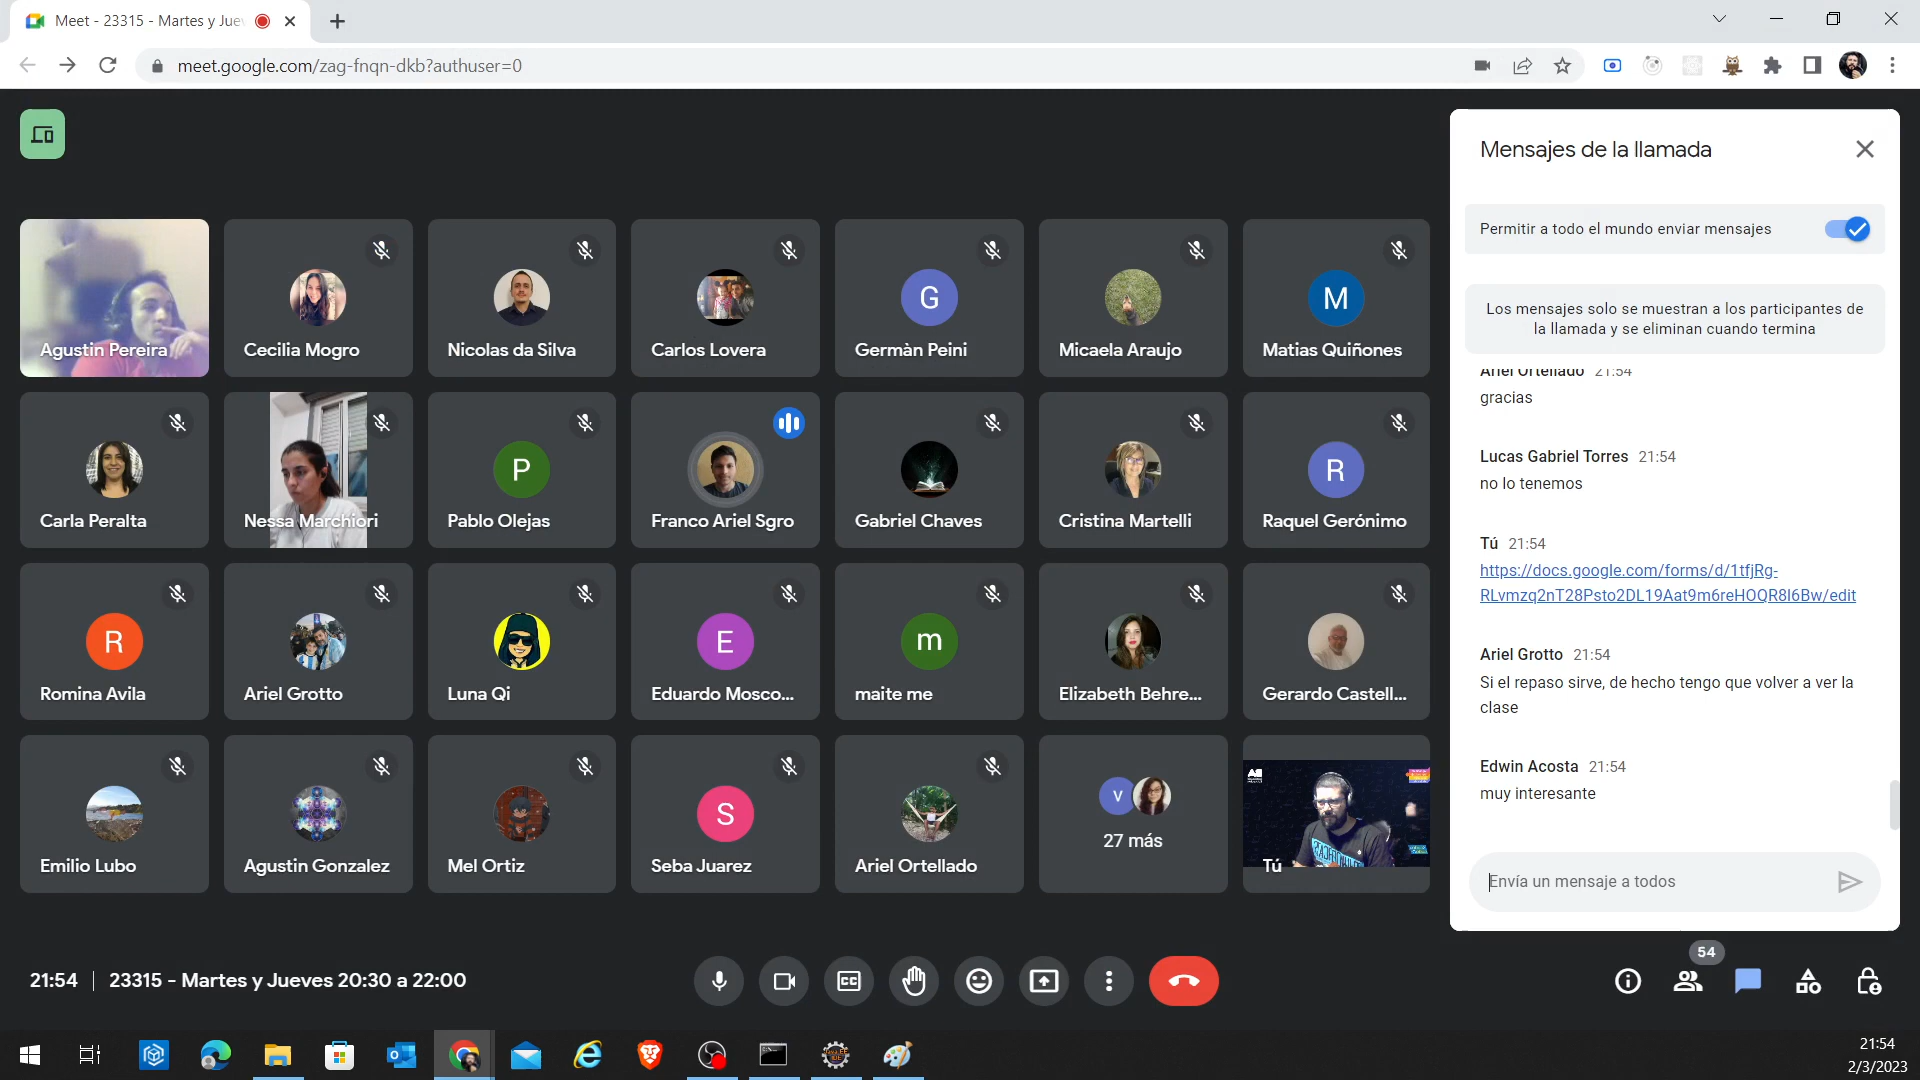 Meet - 23315 - Martes y Juev
meet.google.com/zag-fnqn-dkb?authuser=0
Mensajes de la llamada
Permitir a todo el mundo enviar mensajes
Los mensajes solo se muestran a los participantes de
la llamada y se eliminan cuando termina
Ariel Ortellado 21:54
gracias
Lucas Gabriel Torres 21:54
no lo tenemos
Tú 21:54
https://docs.google.com/forms/d/1tfjRg-
RLvmzq2nT28Psto2DL19Aat9m6reHOQR8I6Bw/edit
Ariel Grotto 21:54
Si el repaso sirve, de hecho tengo que volver a ver la
clase
Edwin Acosta 21:54
muy interesante
Envía un mensaje a todos
Agustin Pereira
Cecilia Mogro
Nicolas da Silva
Carlos Lovera
G
Germàn Peini
Micaela Araujo
M
Matias Quiñones
Carla Peralta
Nessa Marchiori
P
Pablo Olejas
Franco Ariel Sgro
Gabriel Chaves
Cristina Martelli
R
Raquel Gerónimo
R
Romina Avila
Ariel Grotto
Luna Qi
E
Eduardo Mosco...
m
maite me
Elizabeth Behre...
Gerardo Castell...
Emilio Lubo
Agustin Gonzalez
Mel Ortiz
S
Seba Juarez
Ariel Ortellado
V
27 más
Tú
21:54 | 23315 - Martes y Jueves 20:30 a 22:00
54
21:54
2/3/2023